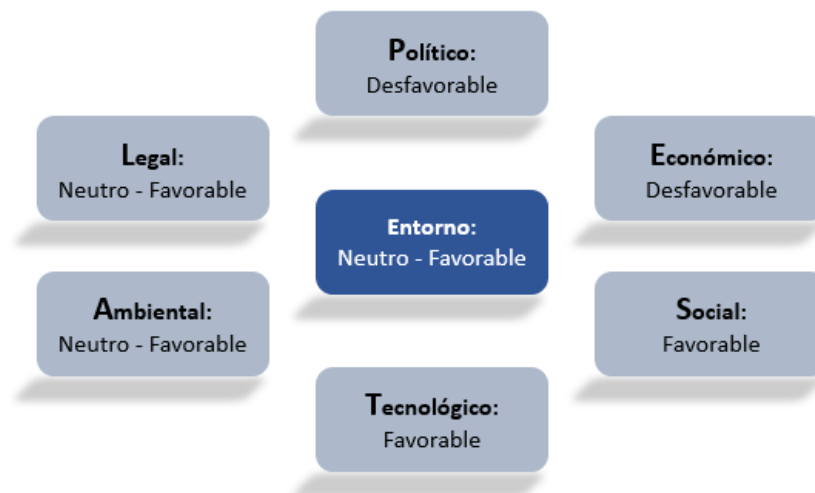 Político:
Desfavorable
Legal:
Neutro - Favorable
Económico:
Desfavorable
Entorno:
Neutro - Favorable
Ambiental:
Neutro - Favorable
Social:
Favorable
Tecnológico:
Favorable